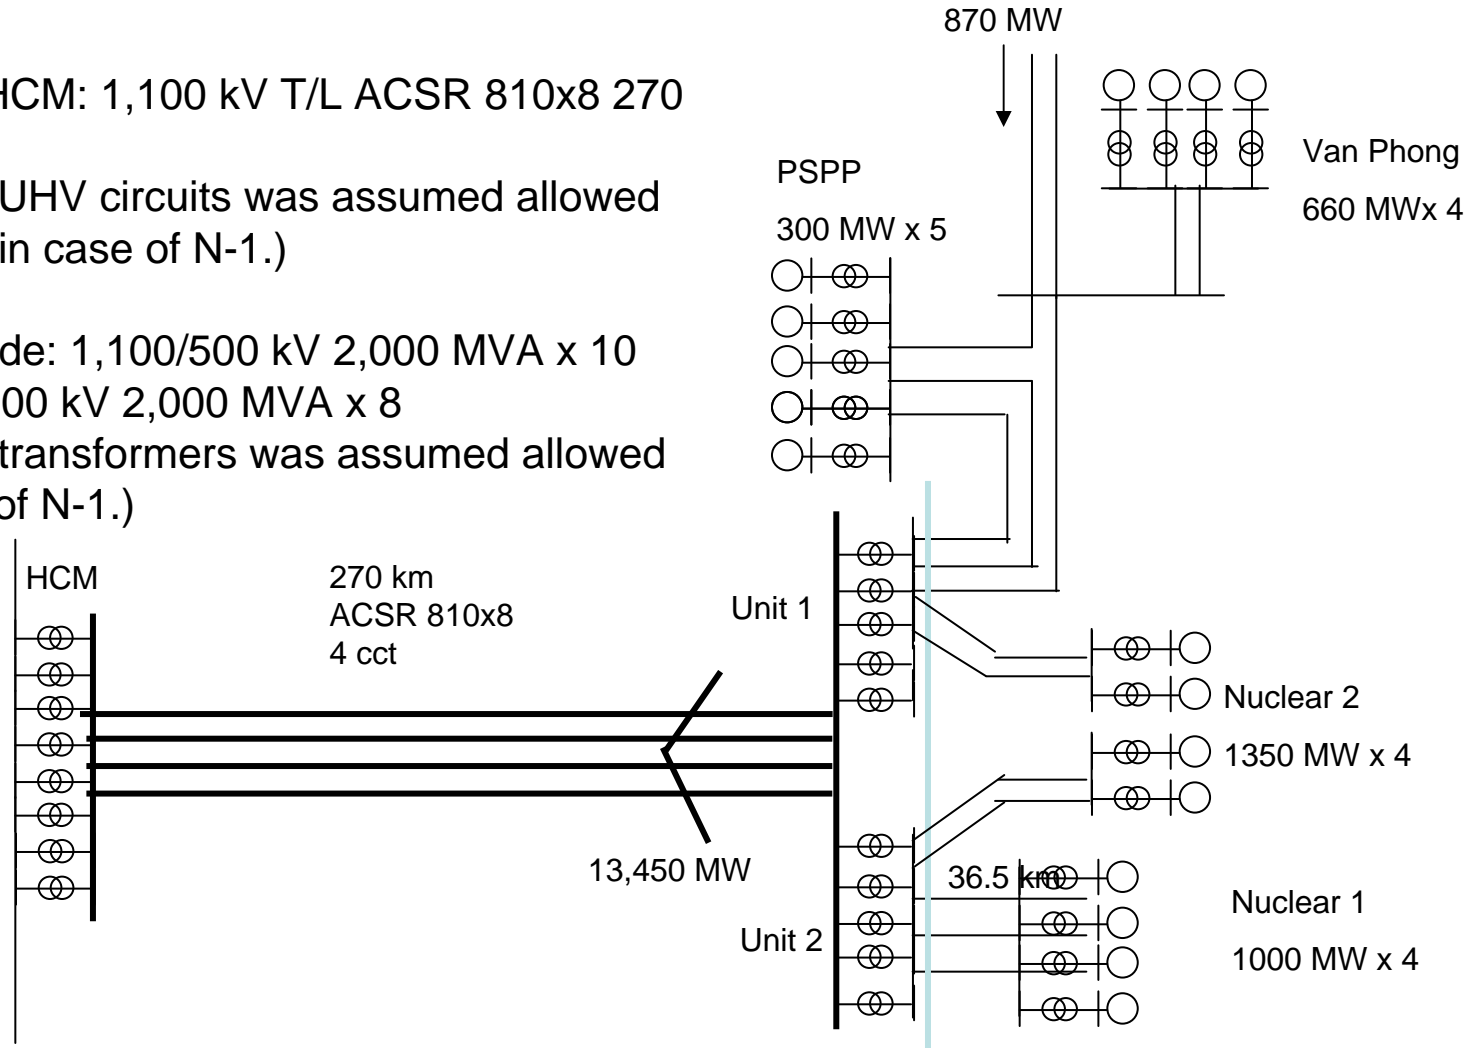 870 MW
HCM: 1,100 kV T/L ACSR 810x8 270
UHV circuits was assumed allowed
in case of N-1.)
de: 1,100/500 kV 2,000 MVA x 10
00 kV 2,000 MVA x 8
transformers was assumed allowed
of N-1.)
PSPP
300 MW x 5
Van Phong
660 MWx 4
HCM
270 km
ACSR 810x8
4 cct
Unit 1
13,450 MW
Unit 2
Nuclear 2
1350 MW x 4
36.5 km
Nuclear 1
1000 MW x 4